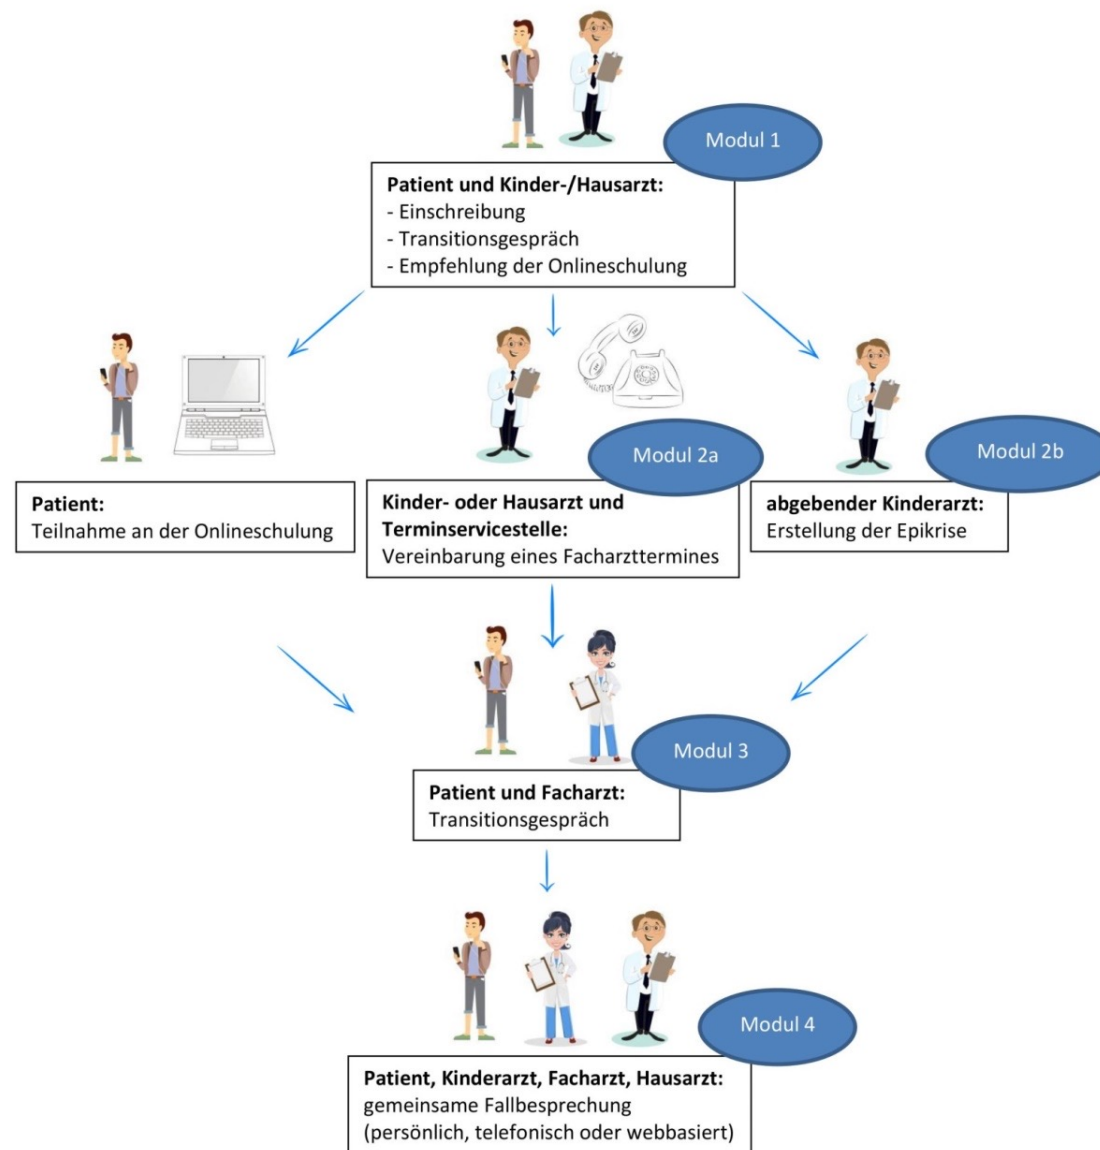 Modul 1
Patient und Kinder-/Hausarzt:
- Einschreibung
- Transitionsgespräch
- Empfehlung der Onlineschulung
Patient:
Teilnahme an der Onlineschulung
Modul 2a
Kinder- oder Hausarzt und
Terminservicestelle:
Vereinbarung eines Facharzttermines
Modul 2b
abgebender Kinderarzt:
Erstellung der Epikrise
Modul 3
Patient und Facharzt:
Transitionsgespräch
Modul 4
Patient, Kinderarzt, Facharzt, Hausarzt:
gemeinsame Fallbesprechung
(persönlich, telefonisch oder webbasiert)